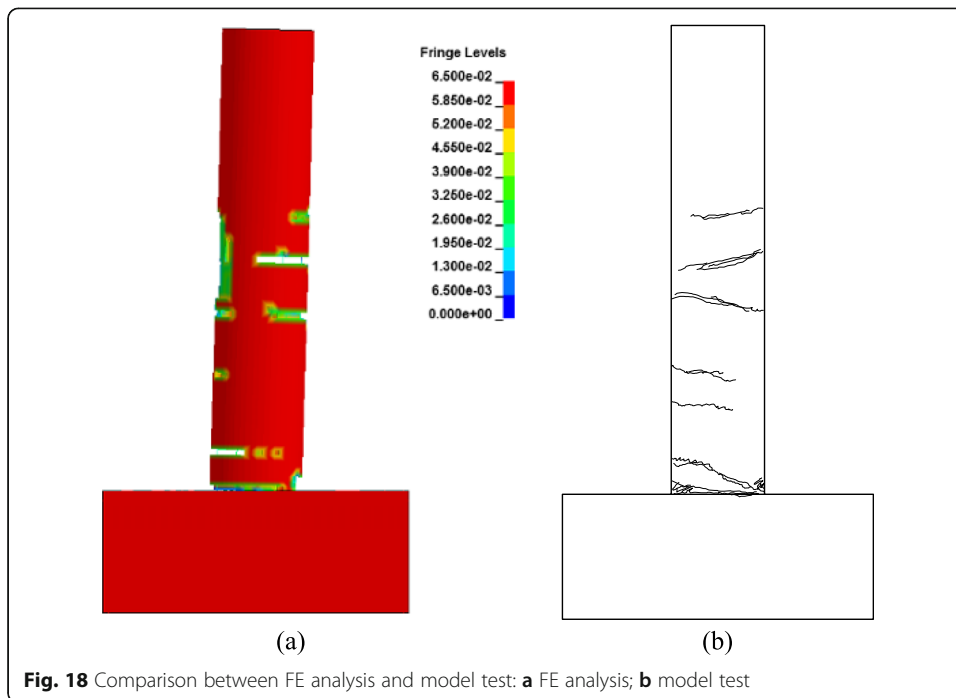 Fringe Levels
6.500e-02
5.850e-02
5.200e-02
4.550e-02
3.900e-02
3.250e-02
2.600e-02
1.950e-02
1.300e-02
6.500e-03
0.000e+00
(a)
(b)
Fig. 18 Comparison between FE analysis and model test: a FE analysis; b model test